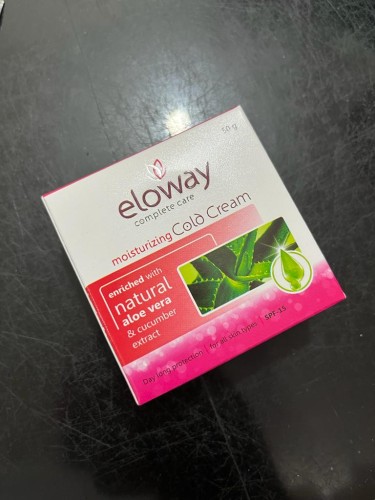 50 g
eloway
complete care
moisturizing Cold Cream
enriched with
natural
aloe vera
& cucumber
extract
Day long protection | for all skin types | SPF-15